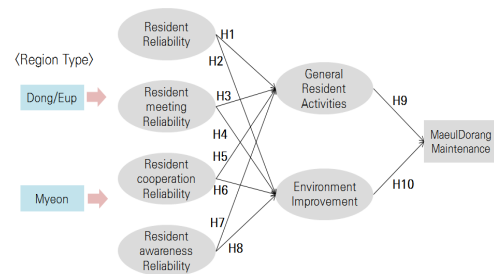 〈Region Type〉
Dong/Eup
Myeon
Resident
Reliability
Resident
meeting
Reliability
Resident
cooperation
Reliability
Resident
awareness
Reliability
H1
H2
H3
H4
H5
H6
H7
H8
General
Resident
Activities
Environment
Improvement
H9
H10
MaeulDorang
Maintenance